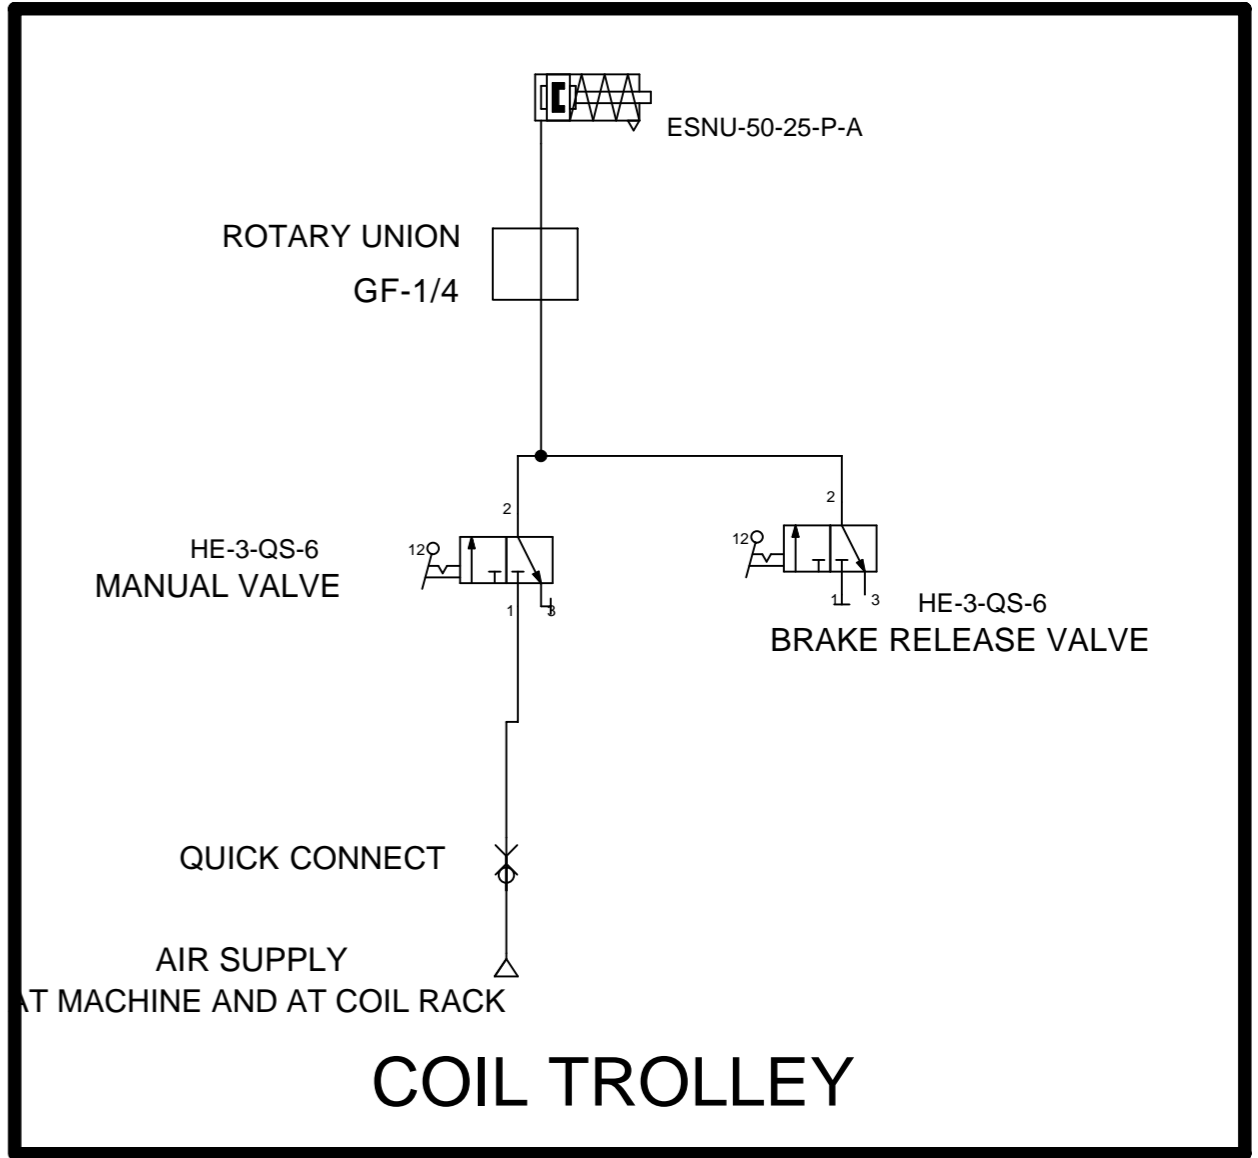 ESNU-50-25-P-A
ROTARY UNION
GF-1/4
2
2
HE-3-QS-6
12
12
MANUAL VALVE
1
3
1
3
HE-3-QS-6
BRAKE RELEASE VALVE
QUICK CONNECT
AIR SUPPLY
AT MACHINE AND AT COIL RACK
COIL TROLLEY